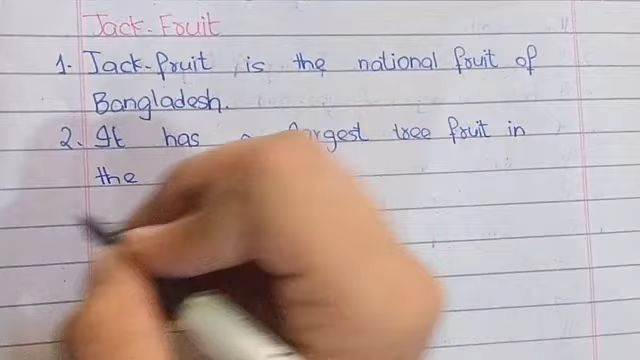 Jack-Fruit
1. Jack-fruit is the national fruit of
Bangladesh.
2. It has a largest tree fruit in
the